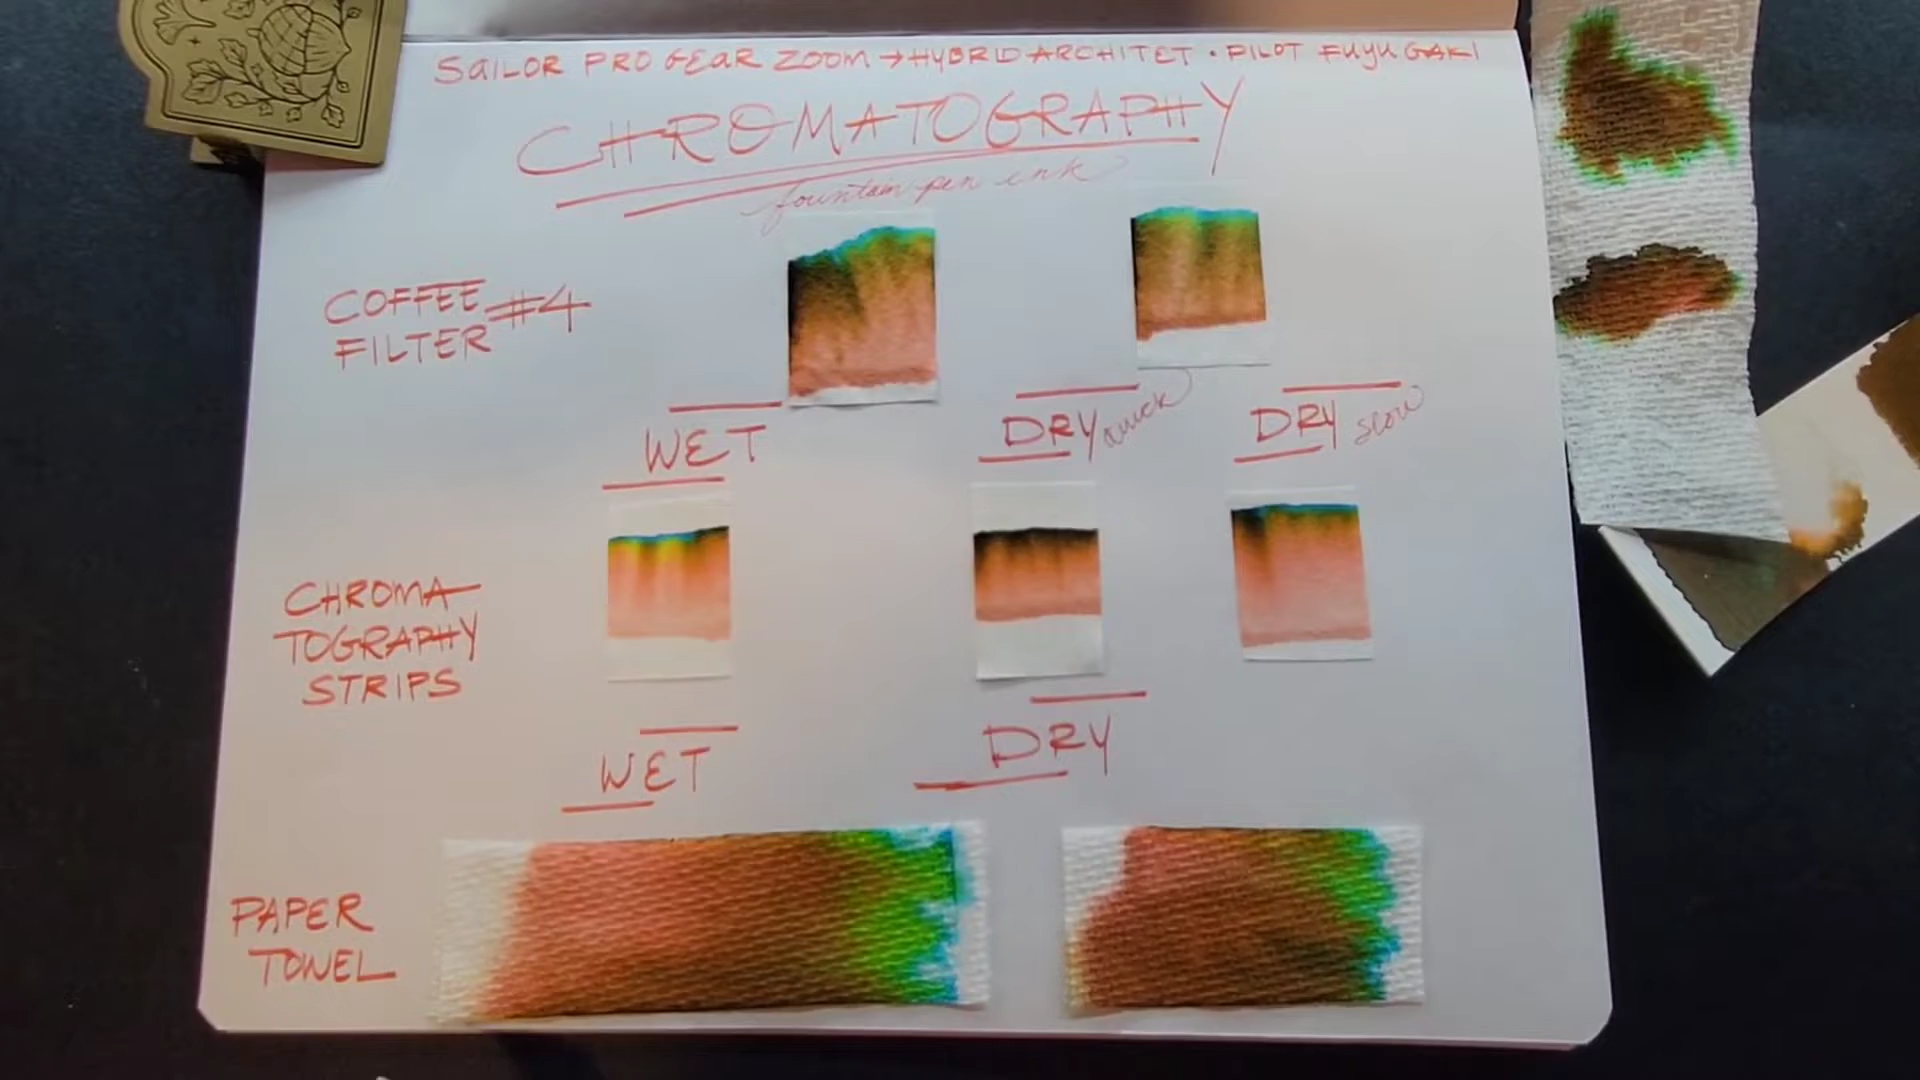 SAILOR PRO GEAR ZOOM → HYBRID ARCHITET · PILOT FUYU GAKI
CHROMATOGRAPHY
fountain pen ink
COFFEE
FILTER #4
WET
DRY quick
DRY slow
CHROMA
TOGRAPHY
STRIPS
WET
DRY
PAPER
TOWEL